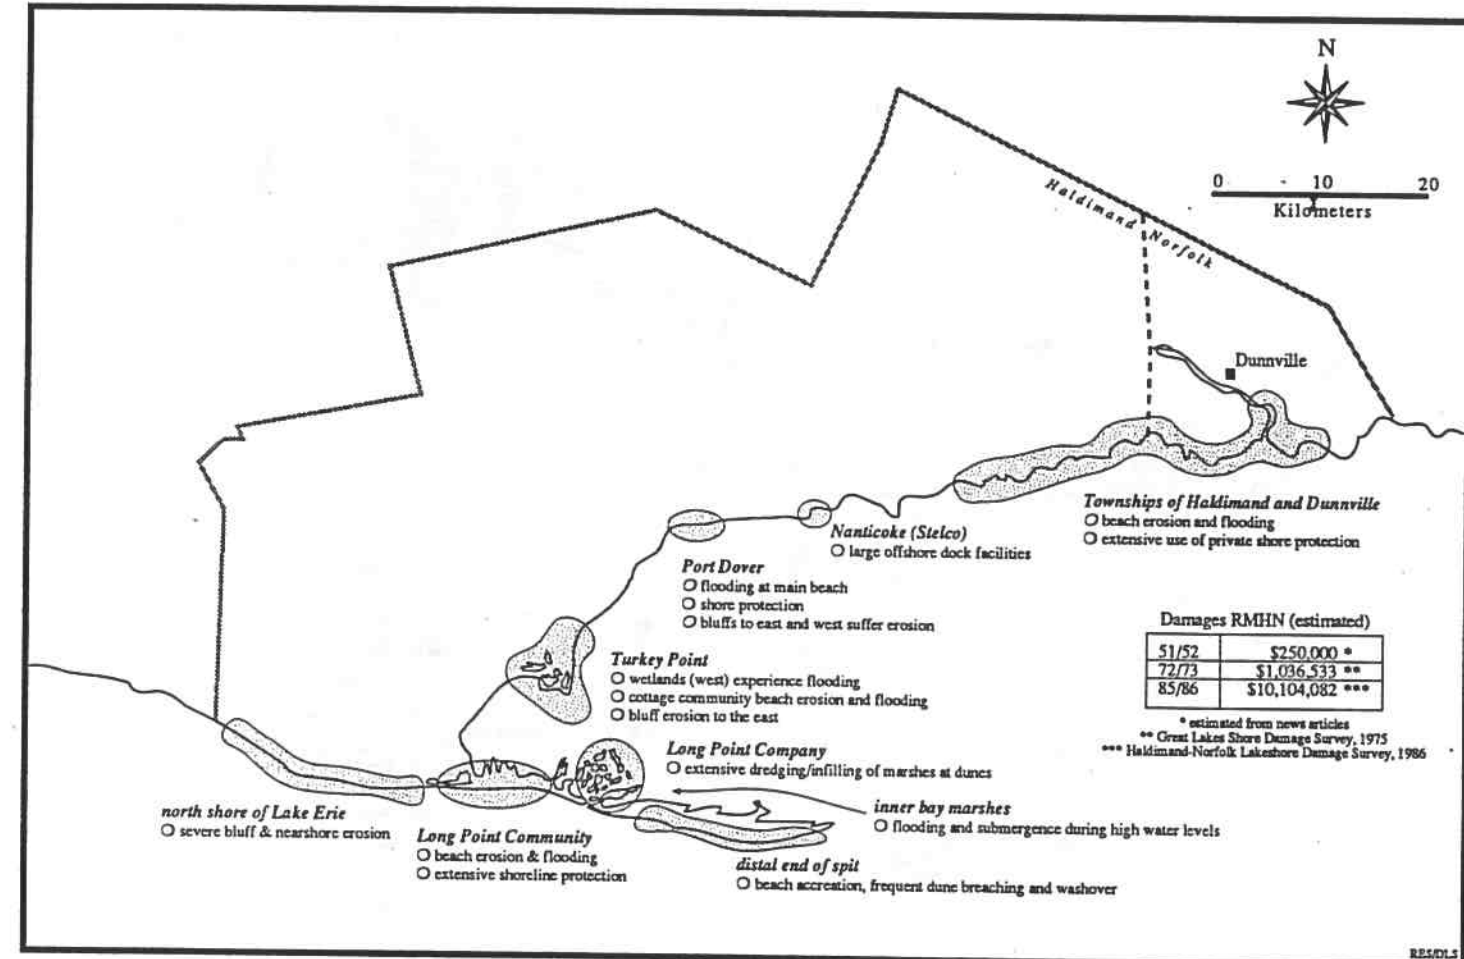 N
0 10 20
Kilometers
Haldimand Norfolk
Dunnville
Townships of Haldimand and Dunnville
beach erosion and flooding
extensive use of private shore protection
Nanticoke (Stelco)
large offshore dock facilities
Port Dover
flooding at main beach
shore protection
bluffs to east and west suffer erosion
Damages RMHN (estimated)
51/52 $250,000 *
72/73 $1,036,533 **
85/86 $10,104,082 ***
* estimated from news articles
** Great Lakes Shore Damage Survey, 1975
*** Haldimand-Norfolk Lakeshore Damage Survey, 1986
Turkey Point
wetlands (west) experience flooding
cottage community beach erosion and flooding
bluff erosion to the east
Long Point Company
extensive dredging/infilling of marshes at dunes
inner bay marshes
flooding and submergence during high water levels
north shore of Lake Erie
severe bluff & nearshore erosion
Long Point Community
beach erosion & flooding
extensive shoreline protection
distal end of spit
beach accreation, frequent dune breaching and washover
RES/DLS